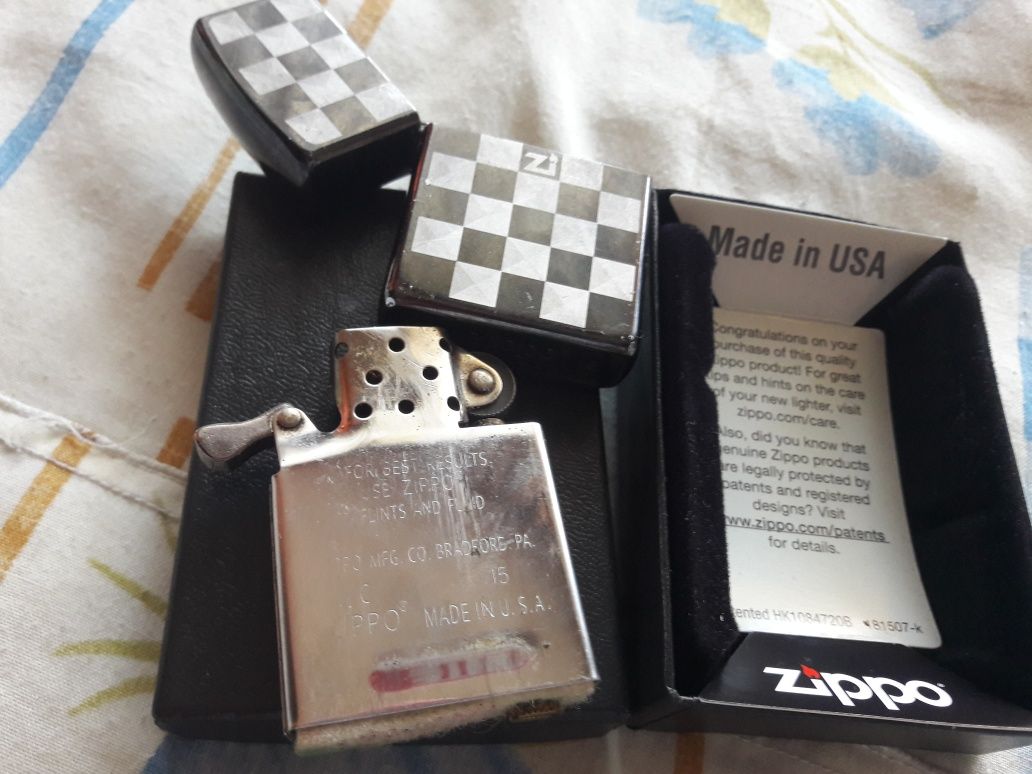 Zi
FOR BEST RESULTS
USE ZIPPO
FLINTS AND FLUID
MFG. CO. BRADFORD. PA.
C 15
MADE IN U.S.A.
Made in USA
Congratulations on your
purchase of this quality
Zippo product! For great
tips and hints on the care
of your new lighter, visit
zippo.com/care.
Also, did you know that
genuine Zippo products
are legally protected by
patents and registered
designs? Visit
www.zippo.com/patents
for details.
HK1084720B 81507-k
zippo